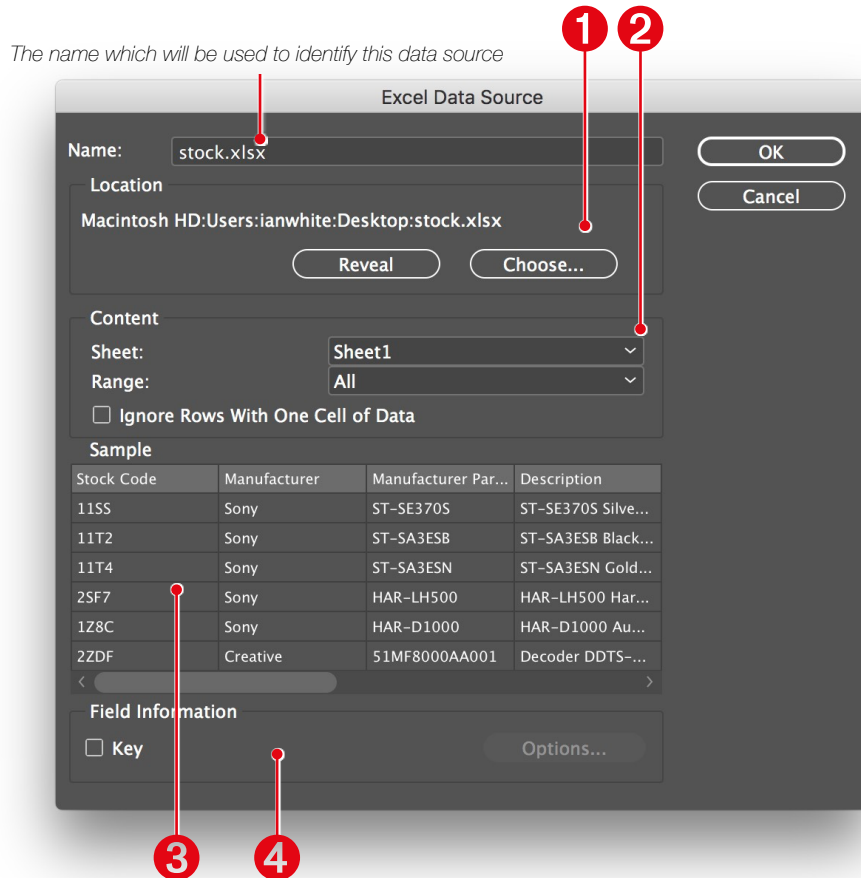 1 2
The name which will be used to identify this data source
Excel Data Source
Name: stock.xlsx
OK
Location
Cancel
Macintosh HD:Users:ianwhite:Desktop:stock.xlsx
Reveal Choose...
Content
Sheet: Sheet1
Range: All
Ignore Rows With One Cell of Data
Sample
Stock Code Manufacturer Manufacturer Par... Description
11SS Sony ST-SE370S ST-SE370S Silve...
11T2 Sony ST-SA3ESB ST-SA3ESB Black...
11T4 Sony ST-SA3ESN ST-SA3ESN Gold...
2SF7 Sony HAR-LH500 HAR-LH500 Har...
1Z8C Sony HAR-D1000 HAR-D1000 Au...
2ZDF Creative 51MF8000AA001 Decoder DDTS-...
Field Information
Key Options...
3 4